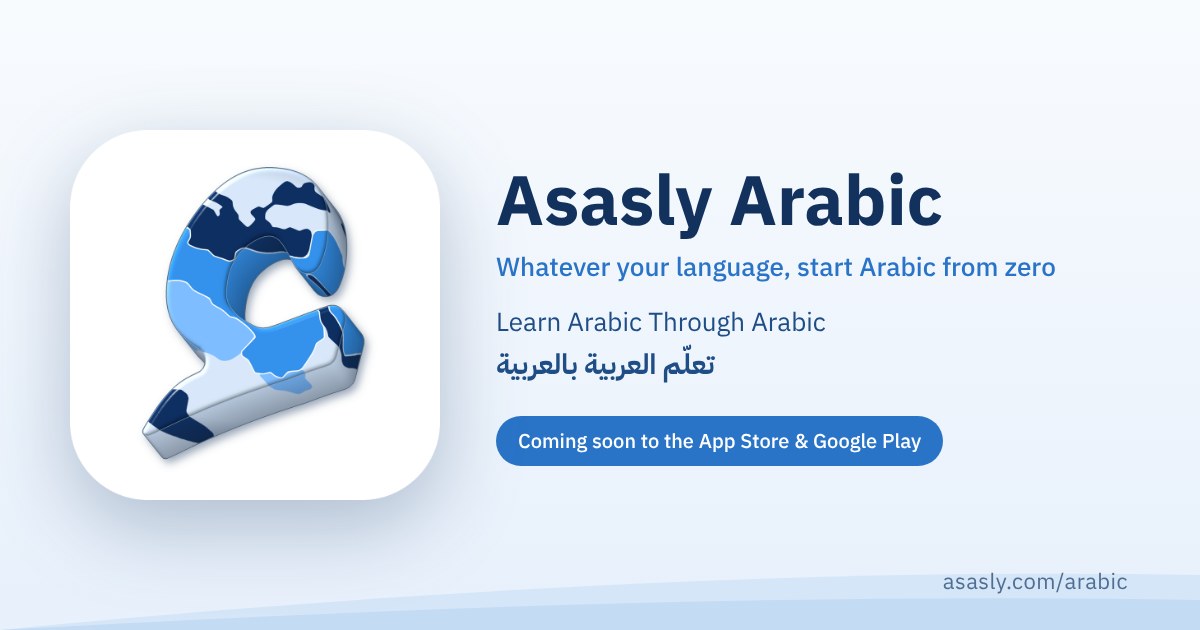 Asasly Arabic
Whatever your language, start Arabic from zero
Learn Arabic Through Arabic
تعلّم العربية بالعربية
Coming soon to the App Store & Google Play
asasly.com/arabic